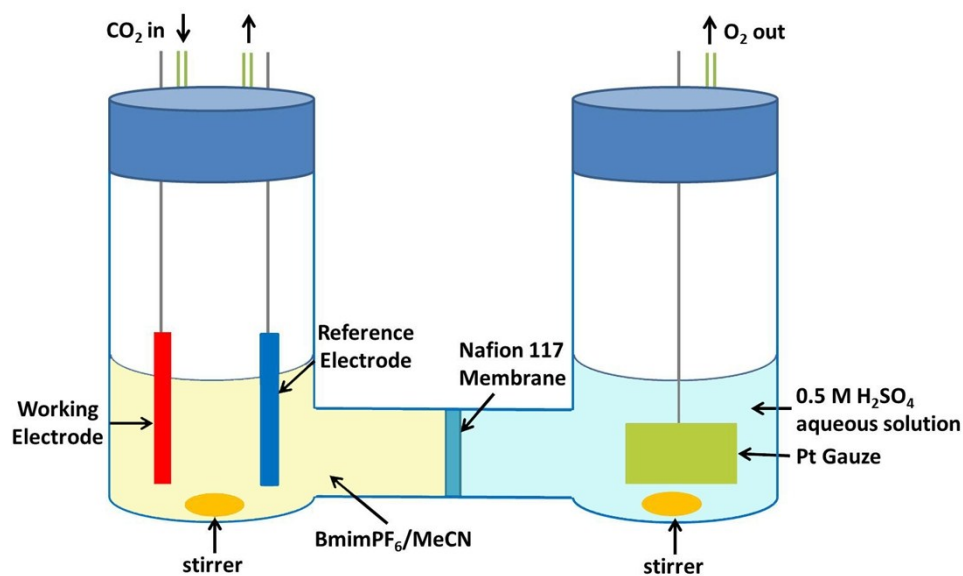 CO₂ in
O₂ out
Reference
Electrode
Nafion 117
Membrane
Working
Electrode
0.5 M H₂SO₄
aqueous solution
Pt Gauze
BmimPF₆/MeCN
stirrer
stirrer